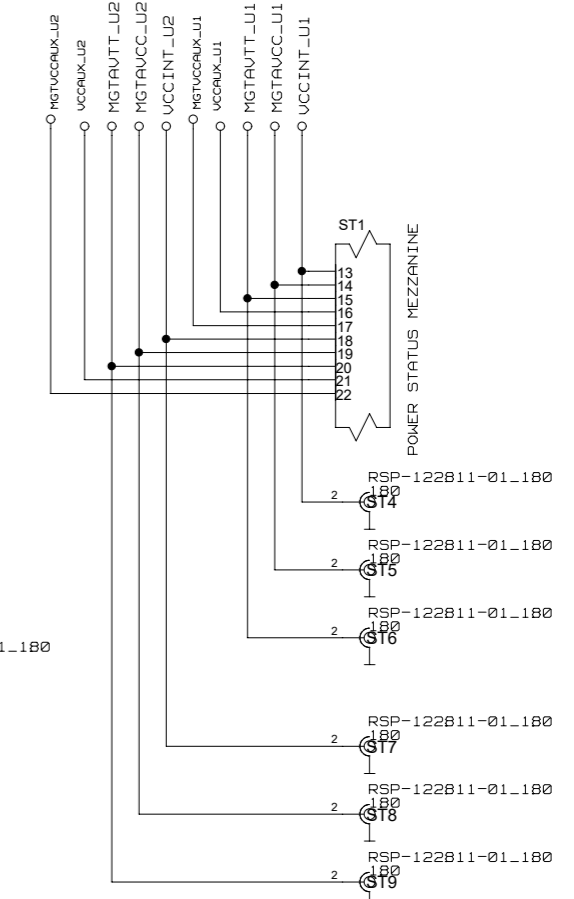 MGTVCCAUX_U2
VCCAUX_U2
MGTAVTT_U2
MGTAVCC_U2
VCCINT_U2
MGTVCCAUX_U1
VCCAUX_U1
MGTAVTT_U1
MGTAVCC_U1
VCCINT_U1
ST1
13
14
15
16
17
18
19
20
21
22
POWER STATUS MEZZANINE
RSP-122811-01_180
180
2
ST4
RSP-122811-01_180
180
2
ST5
RSP-122811-01_180
180
2
ST6
1_180
RSP-122811-01_180
180
2
ST7
RSP-122811-01_180
180
2
ST8
RSP-122811-01_180
180
2
ST9